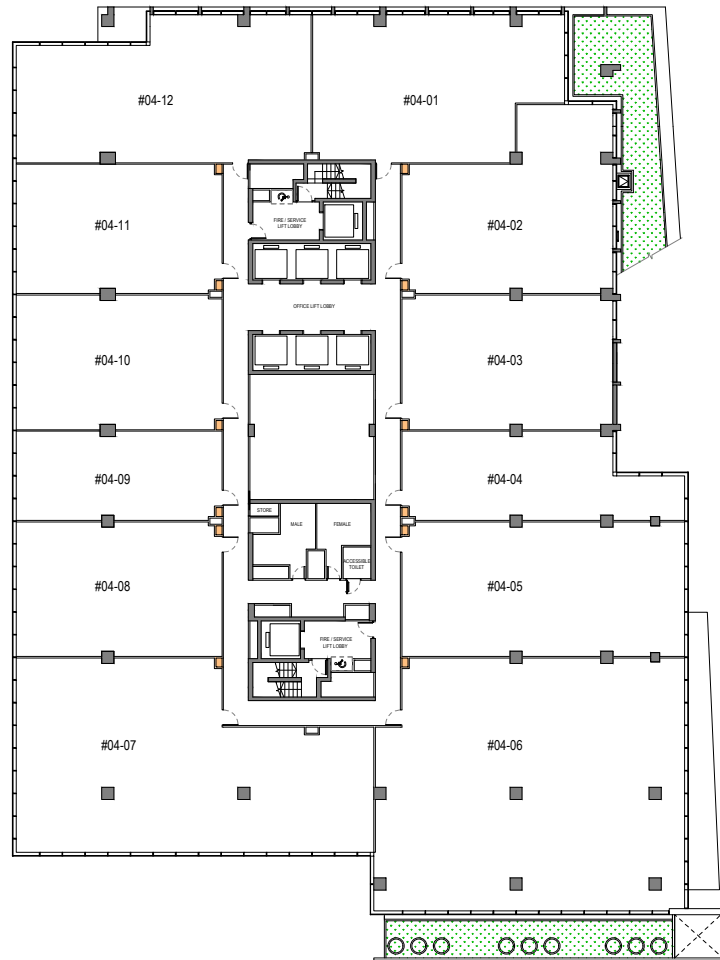 #04-12
#04-01
#04-11
FIRE / SERVICE
LIFT LOBBY
#04-02
OFFICE LIFT LOBBY
#04-10
#04-03
#04-09
#04-04
STORE
MALE
FEMALE
ACCESSIBLE
TOILET
#04-08
#04-05
FIRE / SERVICE
LIFT LOBBY
#04-07
#04-06